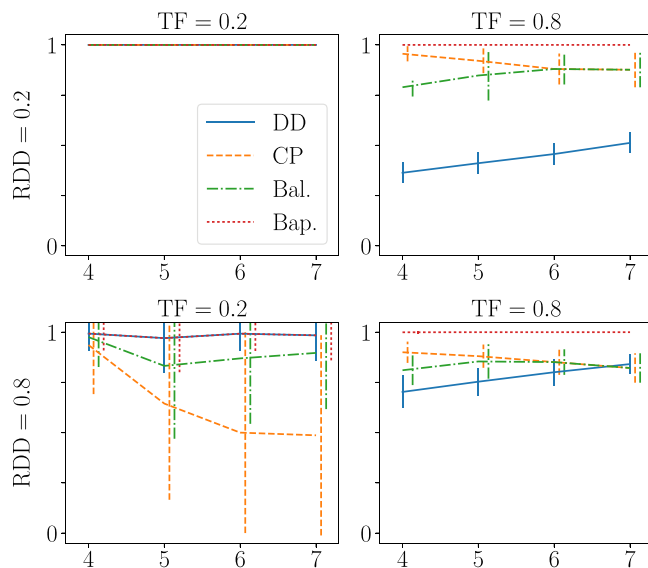 TF = 0.2
TF = 0.8
RDD = 0.2
1
0
DD
CP
Bal.
Bap.
4 5 6 7
1
0
4 5 6 7
TF = 0.2
TF = 0.8
RDD = 0.8
1
0
4 5 6 7
1
0
4 5 6 7